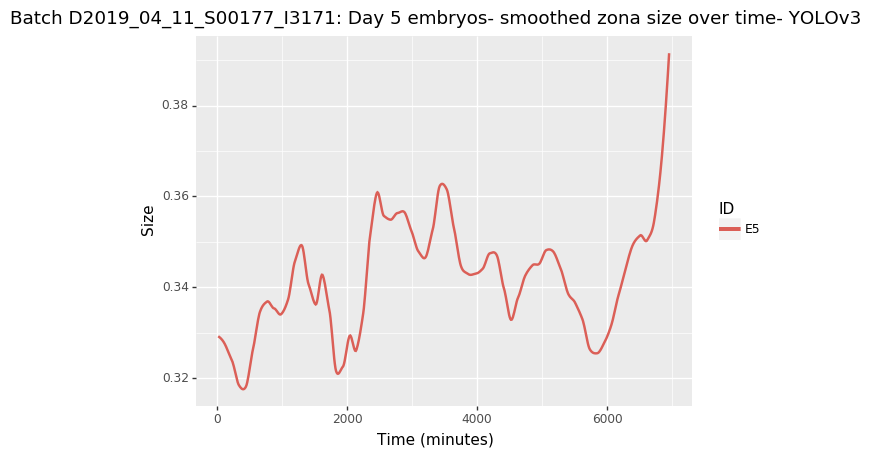 Batch D2019_04_11_S00177_I3171: Day 5 embryos- smoothed zona size over time- YOLOv3
0.38
0.36
0.34
0.32
Size
0
2000
4000
6000
Time (minutes)
ID
E5